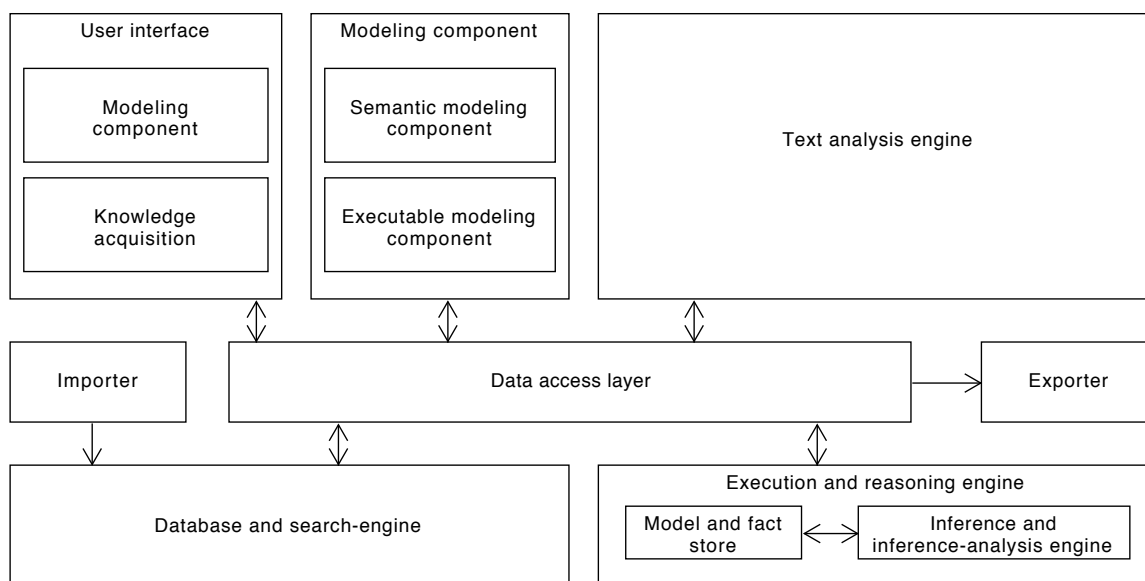 User interface
Modeling
component
Knowledge
acquisition
Modeling component
Semantic modeling
component
Executable modeling
component
Text analysis engine
Importer
Data access layer
Exporter
Database and search-engine
Execution and reasoning engine
Model and fact
store
Inference and
inference-analysis engine